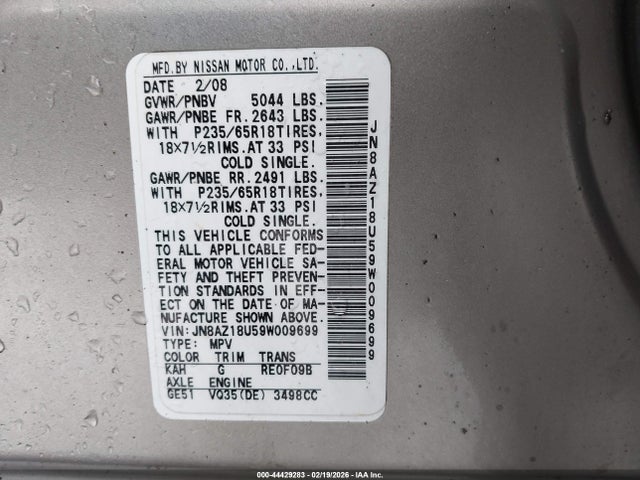 MFD.BY NISSAN MOTOR CO.,LTD.
DATE 2/08
GVWR/PNBV 5044 LBS.
GAWR/PNBE FR.2643 LBS.
WITH P235/65R18TIRES,
18×7½RIMS.AT 33 PSI
COLD SINGLE.
GAWR/PNBE RR.2491 LBS.
WITH P235/65R18TIRES,
18×7½RIMS.AT 33 PSI
COLD SINGLE.
THIS VEHICLE CONFORMS
TO ALL APPLICABLE FED-
ERAL MOTOR VEHICLE SA-
FETY AND THEFT PREVEN-
TION STANDARDS IN EFF-
ECT ON THE DATE OF MA-
NUFACTURE SHOWN ABOVE.
VIN:JN8AZ18U59W009699
TYPE: MPV
COLOR TRIM TRANS
KAH G RE0F09B
AXLE ENGINE
GE51 VQ35(DE) 3498CC
JN8AZ18U59W009699
000-44429283 - 02/19/2026 - IAA Inc.